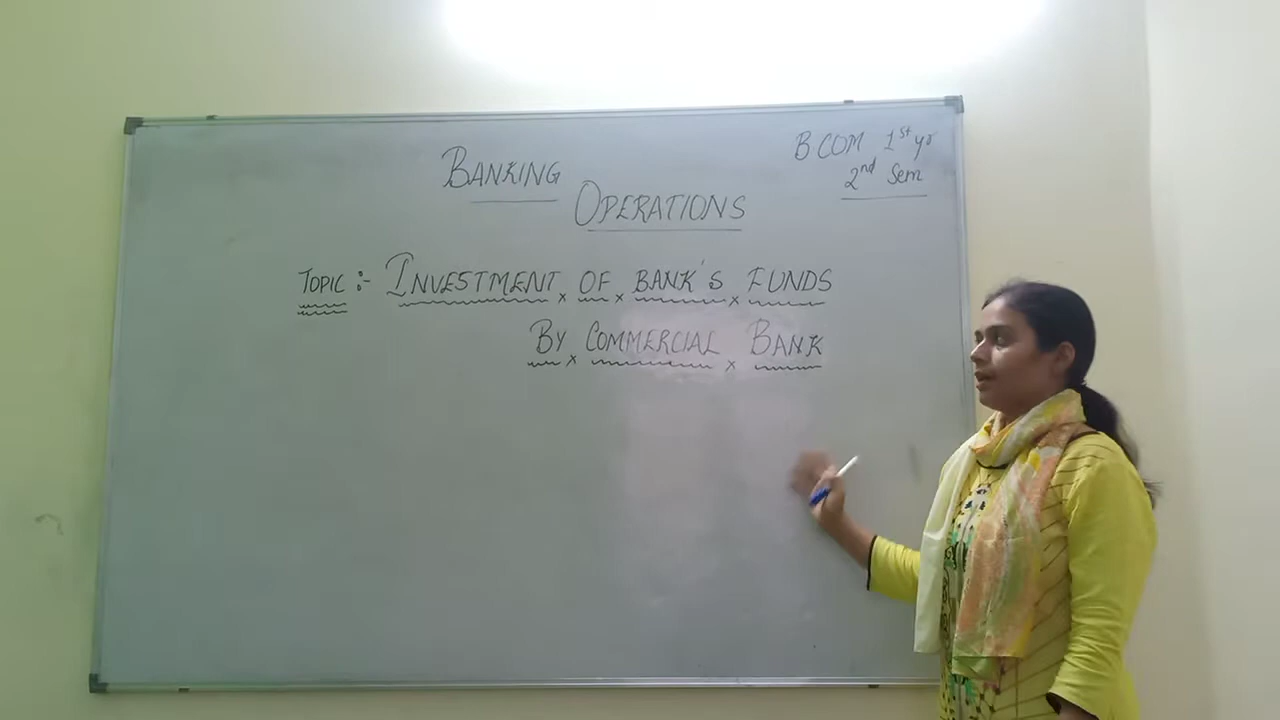 BANKING
OPERATIONS
B COM 1st yr
2nd Sem
TOPIC :- INVESTMENT OF BANK'S FUNDS
BY COMMERCIAL BANK